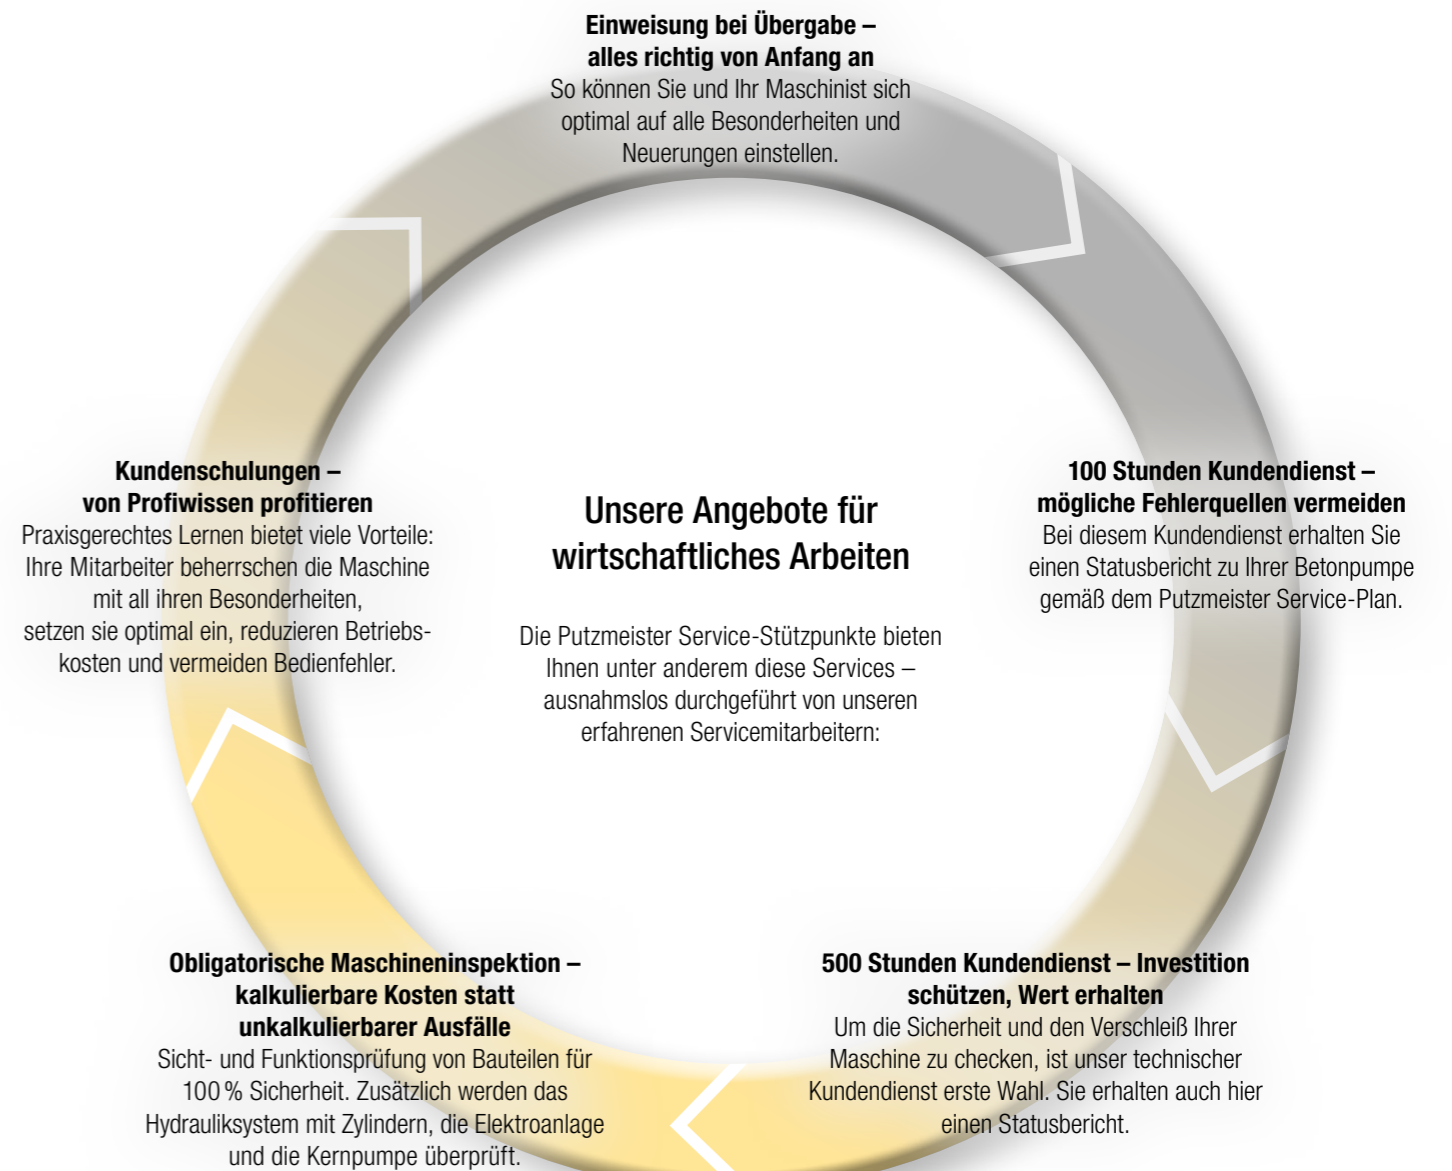 Einweisung bei Übergabe –
alles richtig von Anfang an
So können Sie und Ihr Maschinist sich
optimal auf alle Besonderheiten und
Neuerungen einstellen.
Kundenschulungen –
von Profiwissen profitieren
Praxisgerechtes Lernen bietet viele Vorteile:
Ihre Mitarbeiter beherrschen die Maschine
mit all ihren Besonderheiten,
setzen sie optimal ein, reduzieren Betriebs-
kosten und vermeiden Bedienfehler.
Unsere Angebote für
wirtschaftliches Arbeiten
Die Putzmeister Service-Stützpunkte bieten
Ihnen unter anderem diese Services –
ausnahmslos durchgeführt von unseren
erfahrenen Servicemitarbeitern:
100 Stunden Kundendienst –
mögliche Fehlerquellen vermeiden
Bei diesem Kundendienst erhalten Sie
einen Statusbericht zu Ihrer Betonpumpe
gemäß dem Putzmeister Service-Plan.
Obligatorische Maschineninspektion –
kalkulierbare Kosten statt
unkalkulierbarer Ausfälle
Sicht- und Funktionsprüfung von Bauteilen für
100 % Sicherheit. Zusätzlich werden das
Hydrauliksystem mit Zylindern, die Elektroanlage
und die Kernpumpe überprüft.
500 Stunden Kundendienst – Investition
schützen, Wert erhalten
Um die Sicherheit und den Verschleiß Ihrer
Maschine zu checken, ist unser technischer
Kundendienst erste Wahl. Sie erhalten auch hier
einen Statusbericht.